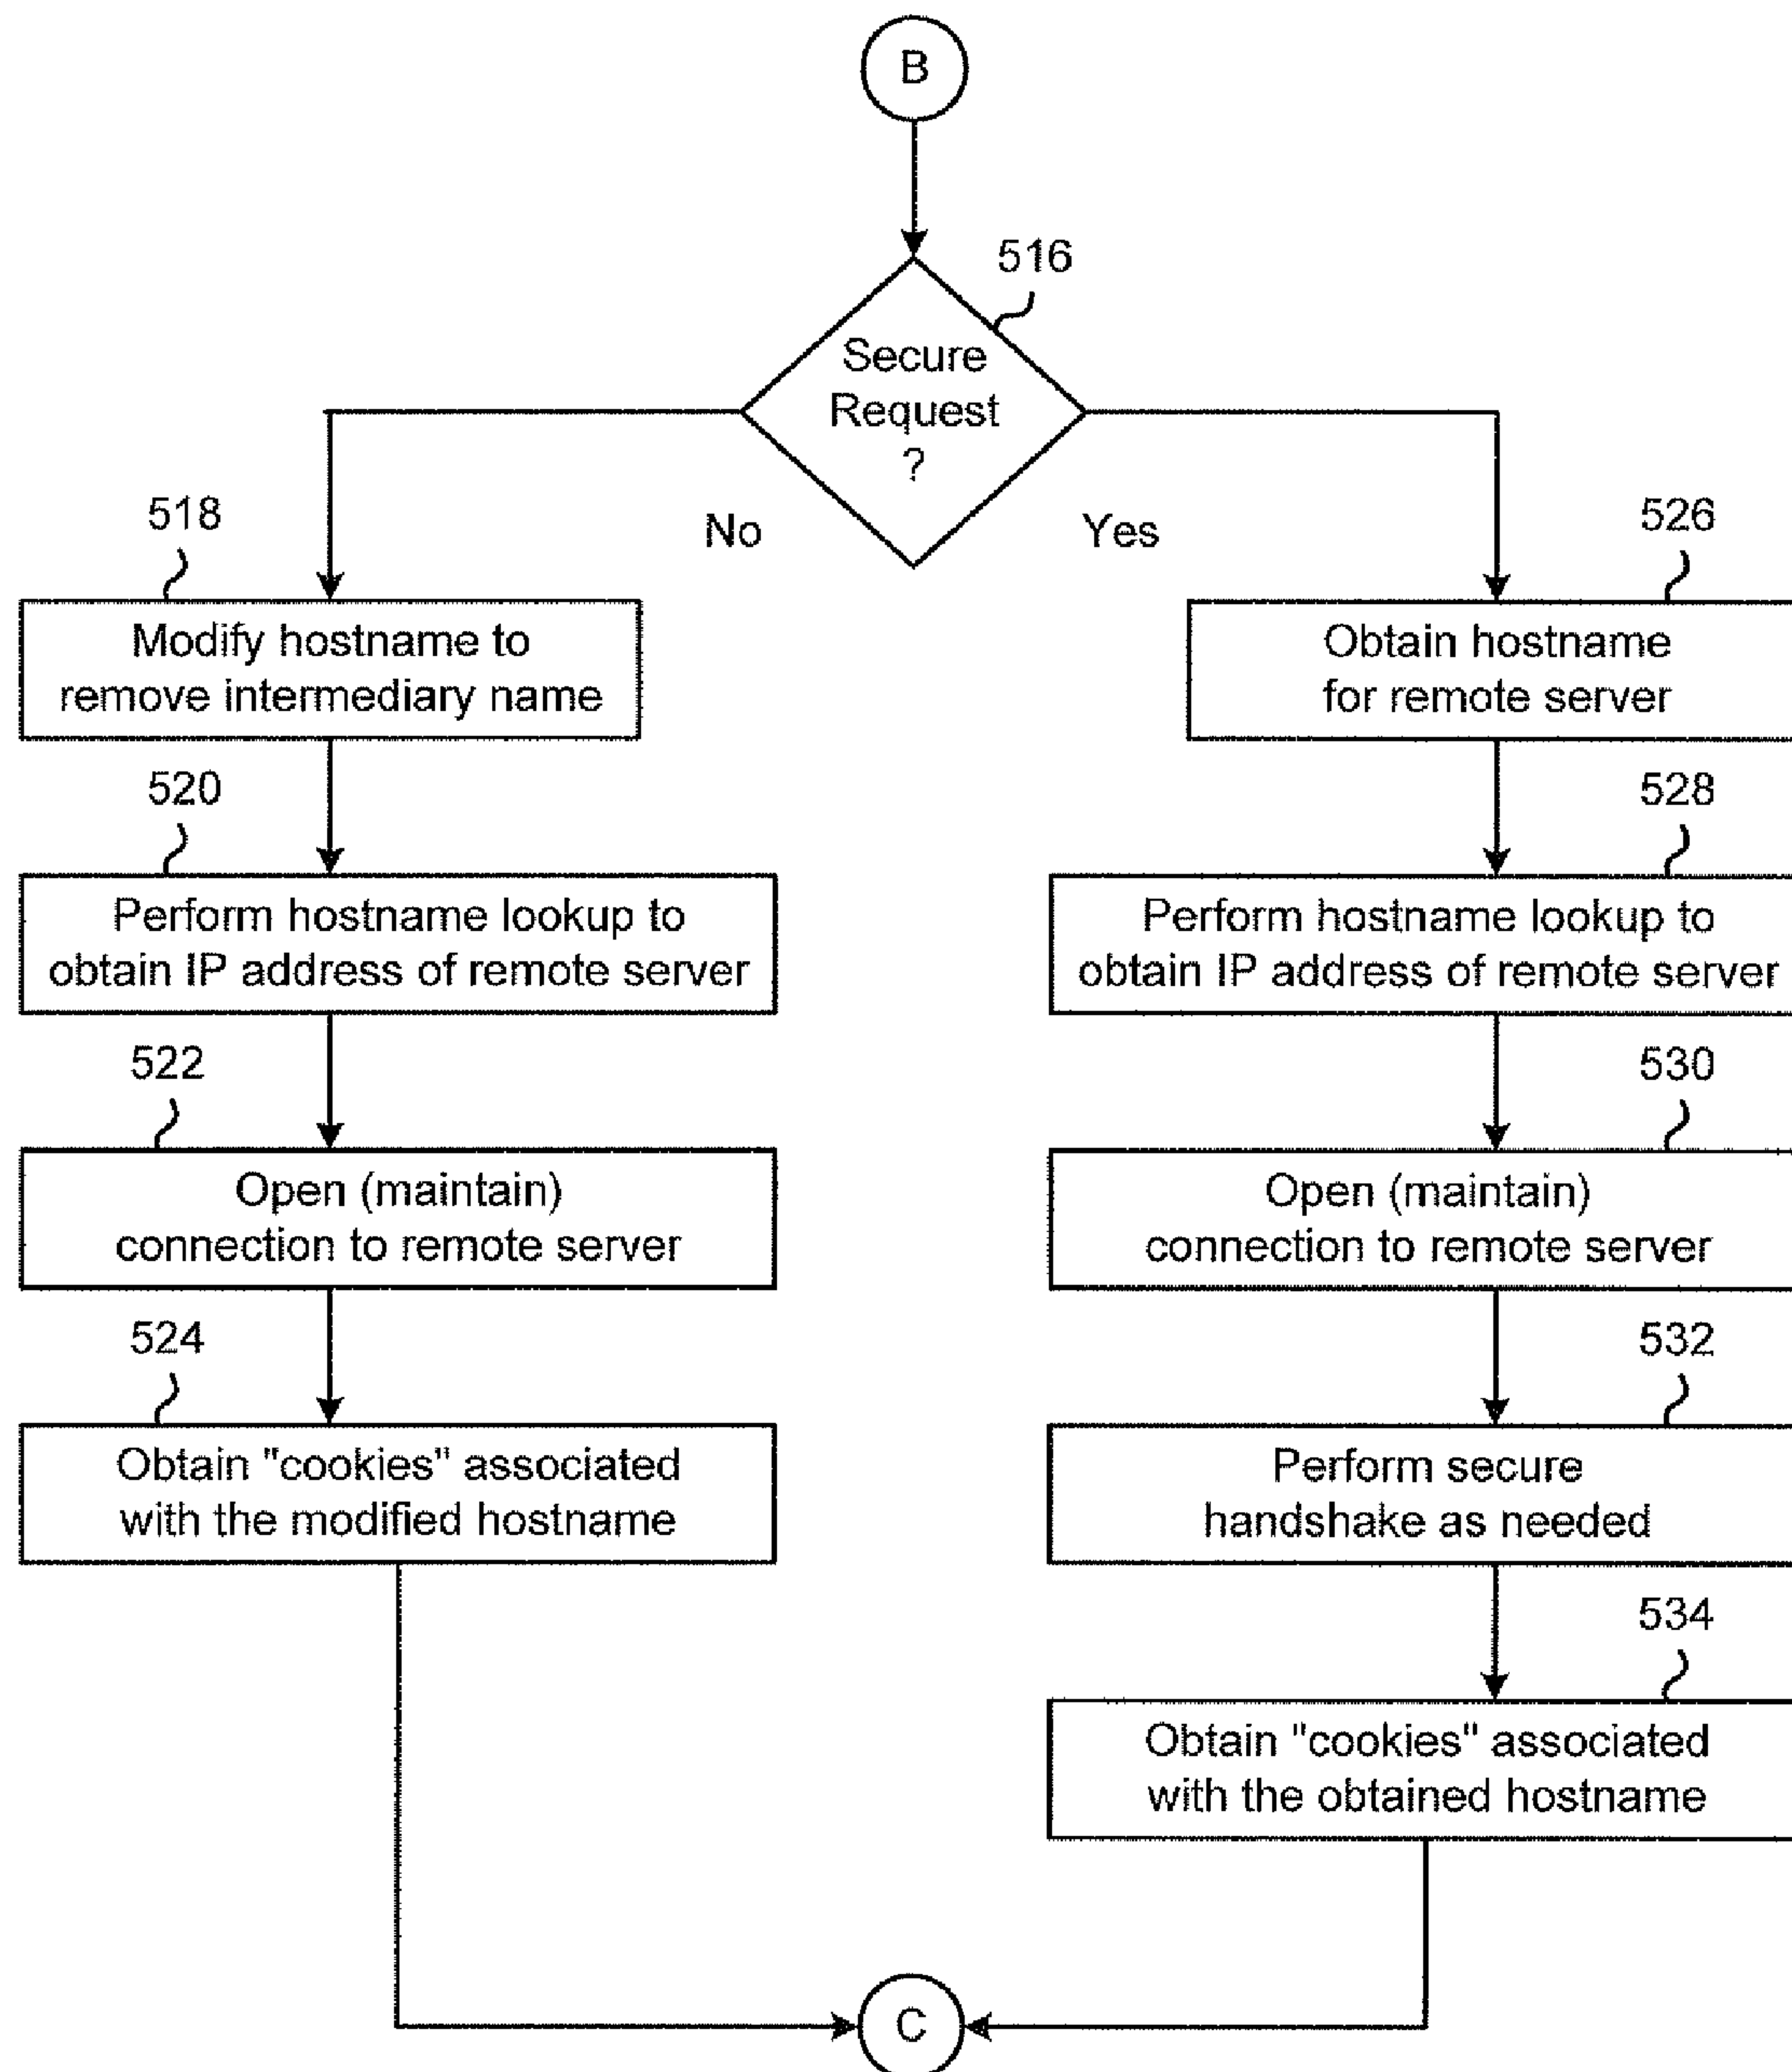 B
516
Secure
Request
?
No
Yes
518
Modify hostname to
remove intermediary name
520
Perform hostname lookup to
obtain IP address of remote server
522
Open (maintain)
connection to remote server
524
Obtain "cookies" associated
with the modified hostname
526
Obtain hostname
for remote server
528
Perform hostname lookup to
obtain IP address of remote server
530
Open (maintain)
connection to remote server
532
Perform secure
handshake as needed
534
Obtain "cookies" associated
with the obtained hostname
C